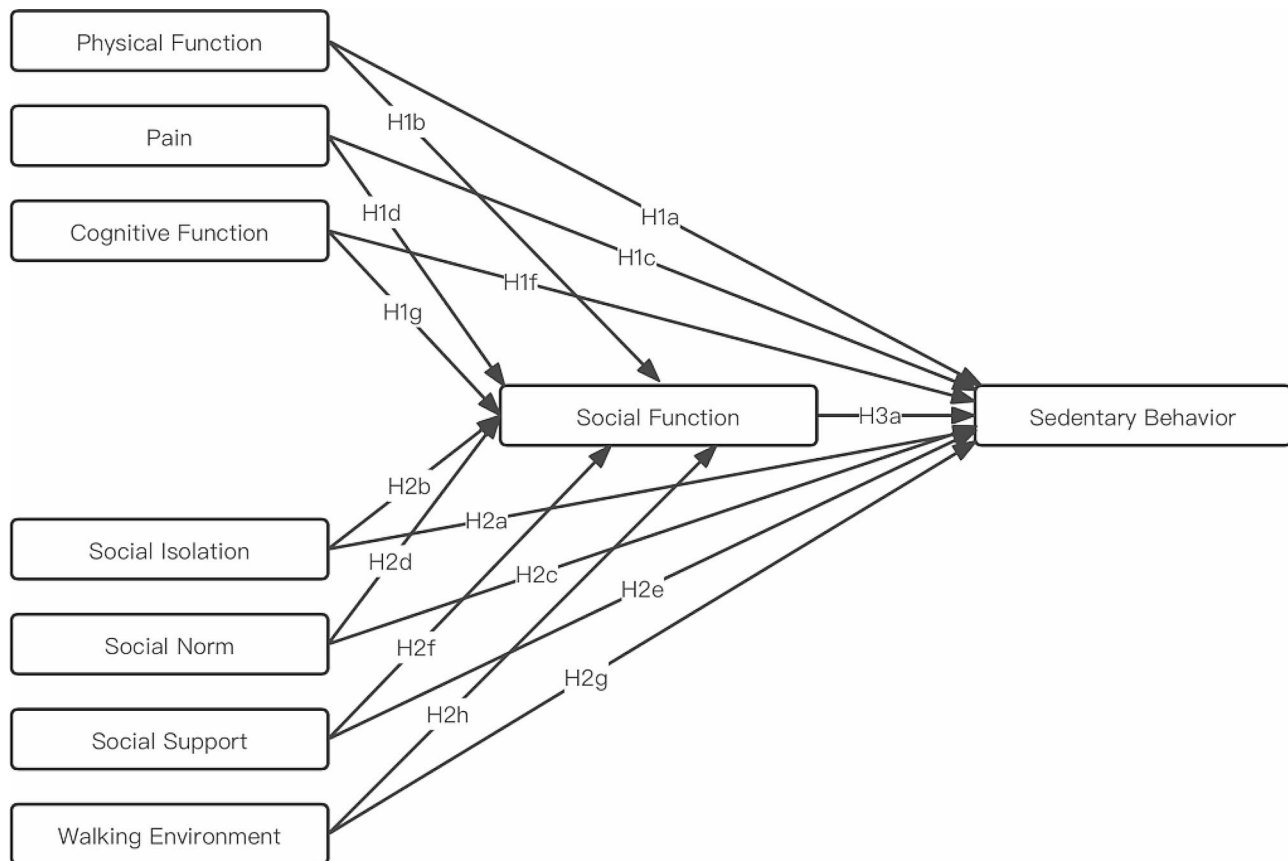 Physical Function
H1b
Pain
H1d
H1a
Cognitive Function
H1c
H1f
H1g
Social Function
H3a
Sedentary Behavior
H2b
H2a
Social Isolation
H2d
H2c
H2e
Social Norm
H2f
H2g
H2h
Social Support
Walking Environment